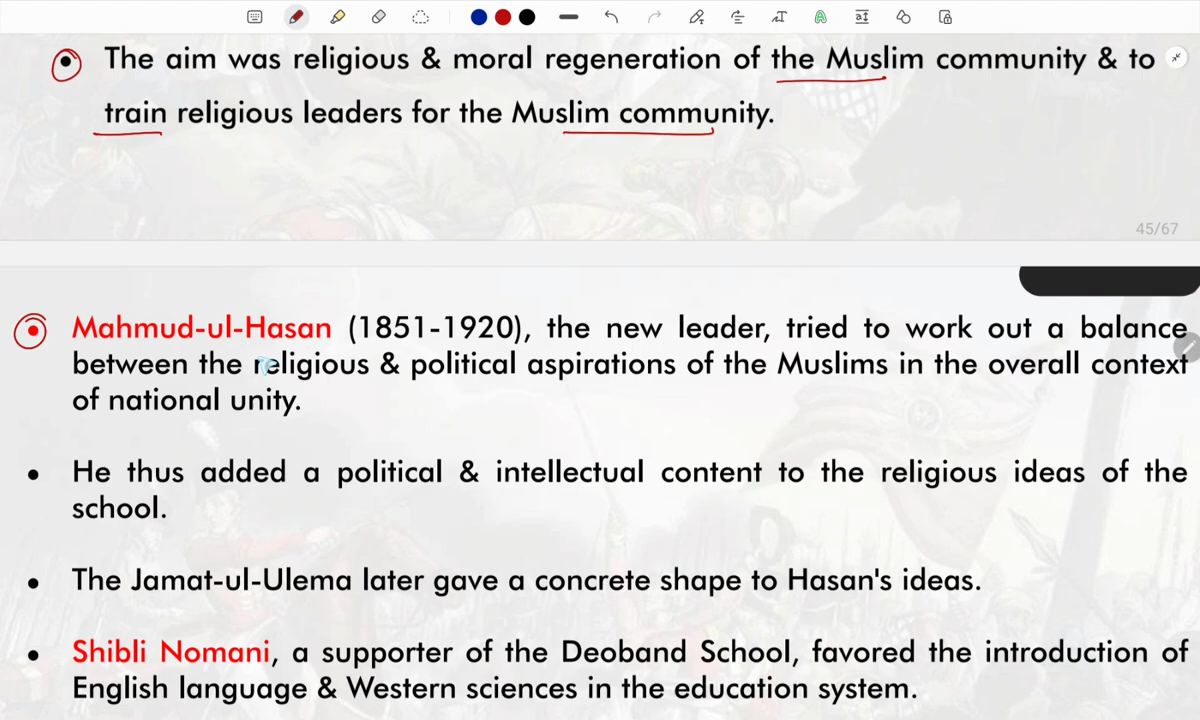 The aim was religious & moral regeneration of the Muslim community & to
train religious leaders for the Muslim community.
45/67
Mahmud-ul-Hasan (1851-1920), the new leader, tried to work out a balance
between the religious & political aspirations of the Muslims in the overall context
of national unity.
He thus added a political & intellectual content to the religious ideas of the
school.
The Jamat-ul-Ulema later gave a concrete shape to Hasan's ideas.
Shibli Nomani, a supporter of the Deoband School, favored the introduction of
English language & Western sciences in the education system.